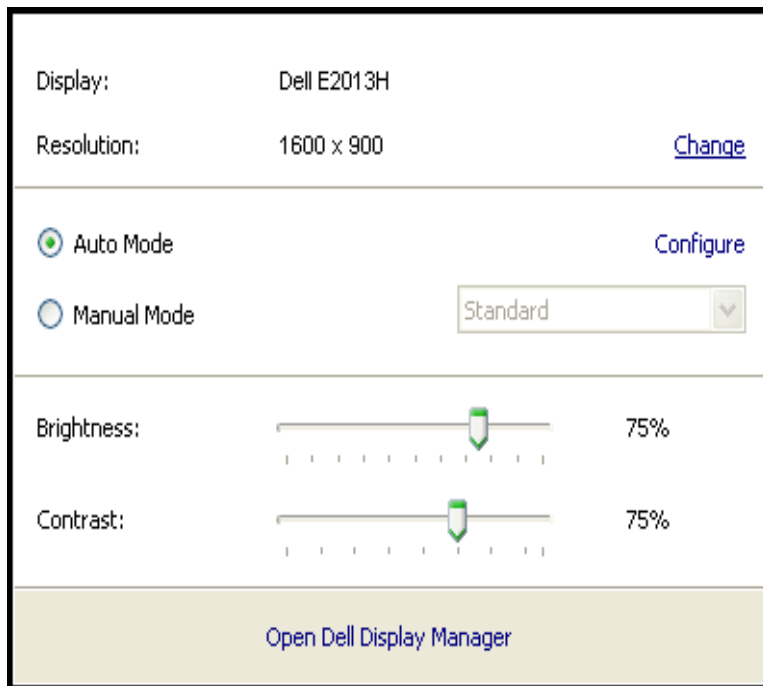 Display: Dell E2013H
Resolution: 1600 x 900 Change
Auto Mode Configure
Manual Mode Standard
Brightness: 75%
Contrast: 75%
Open Dell Display Manager